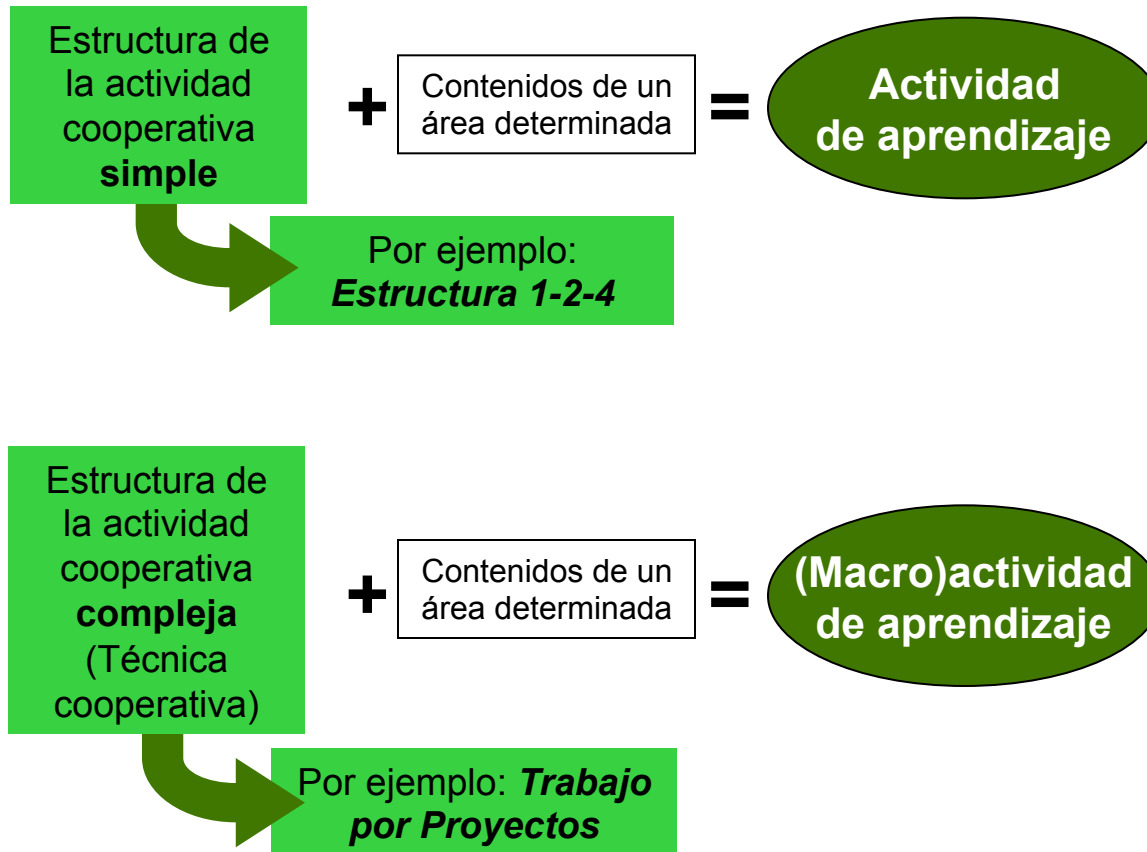 Estructura de
la actividad
cooperativa
simple
+
Contenidos de un
área determinada
=
Actividad
de aprendizaje
Por ejemplo:
Estructura 1-2-4
Estructura de
la actividad
cooperativa
compleja
(Técnica
cooperativa)
+
Contenidos de un
área determinada
=
(Macro)actividad
de aprendizaje
Por ejemplo: Trabajo
por Proyectos